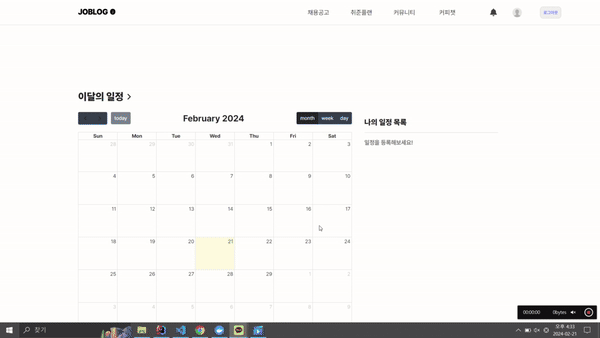 JOBLOG
채용공고 취준플랜 커뮤니티 커피챗 로그아웃
이달의 일정 >
today February 2024 month week day
Sun Mon Tue Wed Thu Fri Sat
28 29 30 31 1 2 3
4 5 6 7 8 9 10
11 12 13 14 15 16 17
18 19 20 21 22 23 24
25 26 27 28 29 1 2
3 4 5 6 7 8 9
나의 일정 목록
일정을 등록해보세요!
00:00:00 0bytes
찾기
오후 4:33
2024-02-21